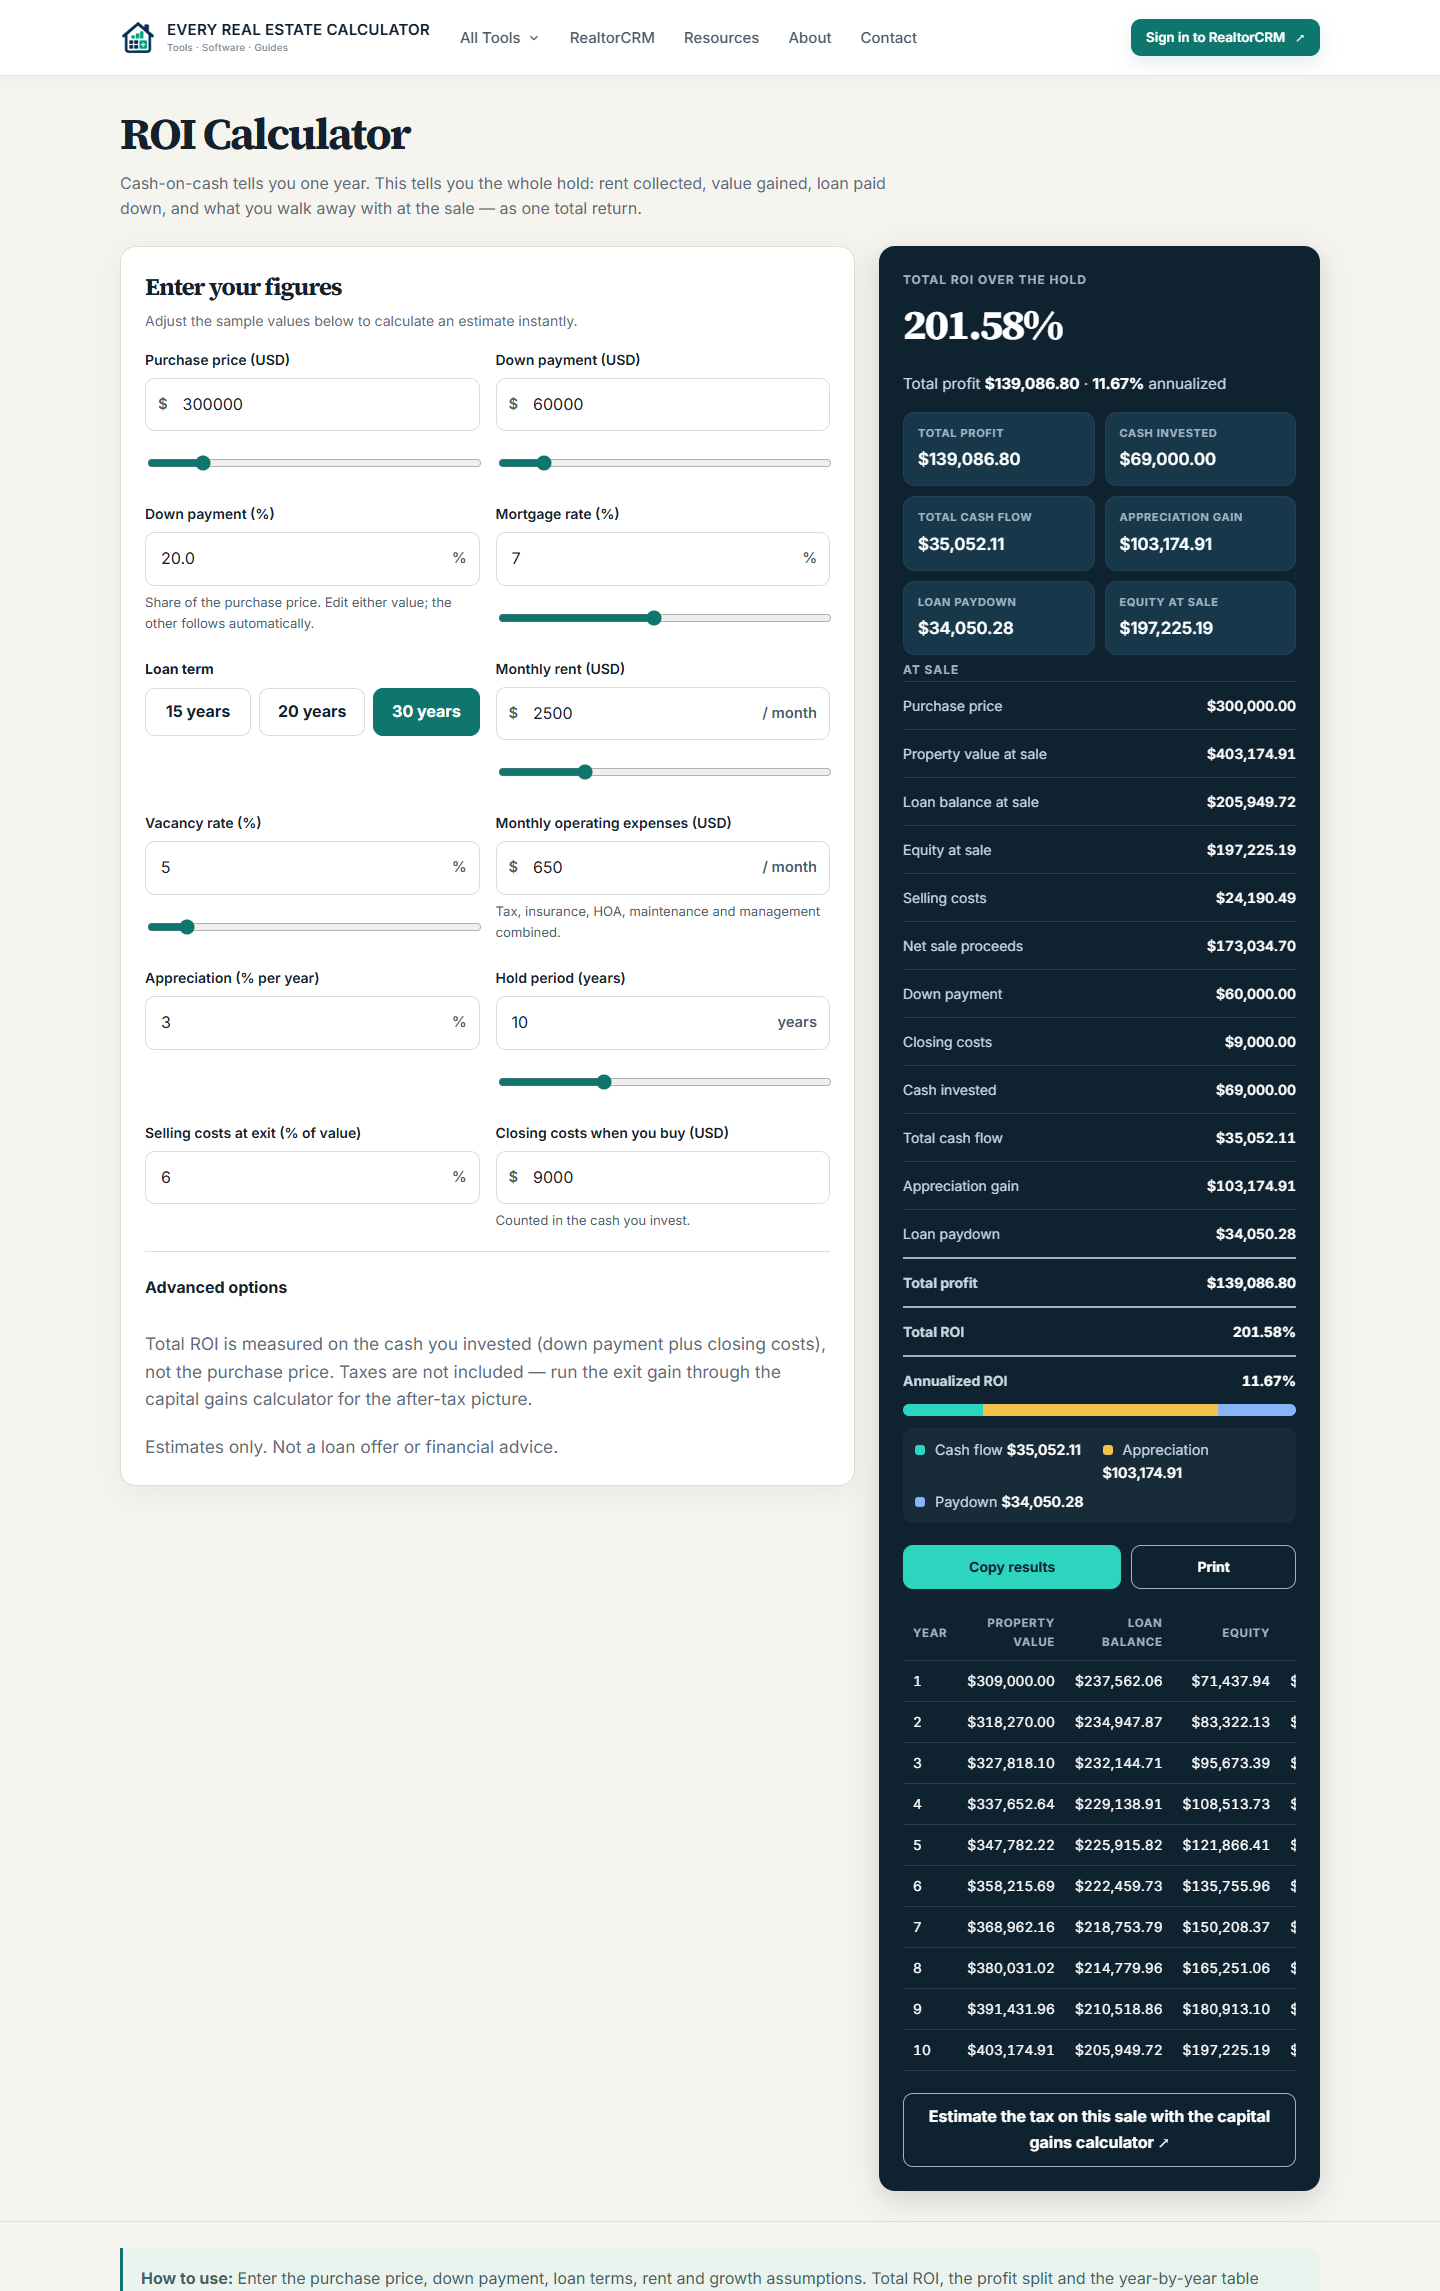 EVERY REAL ESTATE CALCULATOR
Tools · Software · Guides
All Tools
RealtorCRM
Resources
About
Contact
Sign in to RealtorCRM ↗
ROI Calculator
Cash-on-cash tells you one year. This tells you the whole hold: rent collected, value gained, loan paid
down, and what you walk away with at the sale — as one total return.
Enter your figures
Adjust the sample values below to calculate an estimate instantly.
Purchase price (USD)
$ 300000
Down payment (USD)
$ 60000
Down payment (%)
20.0 %
Share of the purchase price. Edit either value; the
other follows automatically.
Mortgage rate (%)
7 %
Loan term
15 years
20 years
30 years
Monthly rent (USD)
$ 2500 / month
Vacancy rate (%)
5 %
Monthly operating expenses (USD)
$ 650 / month
Tax, insurance, HOA, maintenance and management
combined.
Appreciation (% per year)
3 %
Hold period (years)
10 years
Selling costs at exit (% of value)
6 %
Closing costs when you buy (USD)
$ 9000
Counted in the cash you invest.
Advanced options
Total ROI is measured on the cash you invested (down payment plus closing costs),
not the purchase price. Taxes are not included — run the exit gain through the
capital gains calculator for the after-tax picture.
Estimates only. Not a loan offer or financial advice.
TOTAL ROI OVER THE HOLD
201.58%
Total profit $139,086.80 · 11.67% annualized
TOTAL PROFIT
$139,086.80
CASH INVESTED
$69,000.00
TOTAL CASH FLOW
$35,052.11
APPRECIATION GAIN
$103,174.91
LOAN PAYDOWN
$34,050.28
EQUITY AT SALE
$197,225.19
AT SALE
Purchase price $300,000.00
Property value at sale $403,174.91
Loan balance at sale $205,949.72
Equity at sale $197,225.19
Selling costs $24,190.49
Net sale proceeds $173,034.70
Down payment $60,000.00
Closing costs $9,000.00
Cash invested $69,000.00
Total cash flow $35,052.11
Appreciation gain $103,174.91
Loan paydown $34,050.28
Total profit $139,086.80
Total ROI 201.58%
Annualized ROI 11.67%
Cash flow $35,052.11
Appreciation
$103,174.91
Paydown $34,050.28
Copy results
Print
YEAR PROPERTY VALUE LOAN BALANCE EQUITY
1 $309,000.00 $237,562.06 $71,437.94 $
2 $318,270.00 $234,947.87 $83,322.13 $
3 $327,818.10 $232,144.71 $95,673.39 $
4 $337,652.64 $229,138.91 $108,513.73 $
5 $347,782.22 $225,915.82 $121,866.41 $
6 $358,215.69 $222,459.73 $135,755.96 $
7 $368,962.16 $218,753.79 $150,208.37 $
8 $380,031.02 $214,779.96 $165,251.06 $
9 $391,431.96 $210,518.86 $180,913.10 $
10 $403,174.91 $205,949.72 $197,225.19 $
Estimate the tax on this sale with the capital
gains calculator ↗
How to use: Enter the purchase price, down payment, loan terms, rent and growth assumptions. Total ROI, the profit split and the year-by-year table